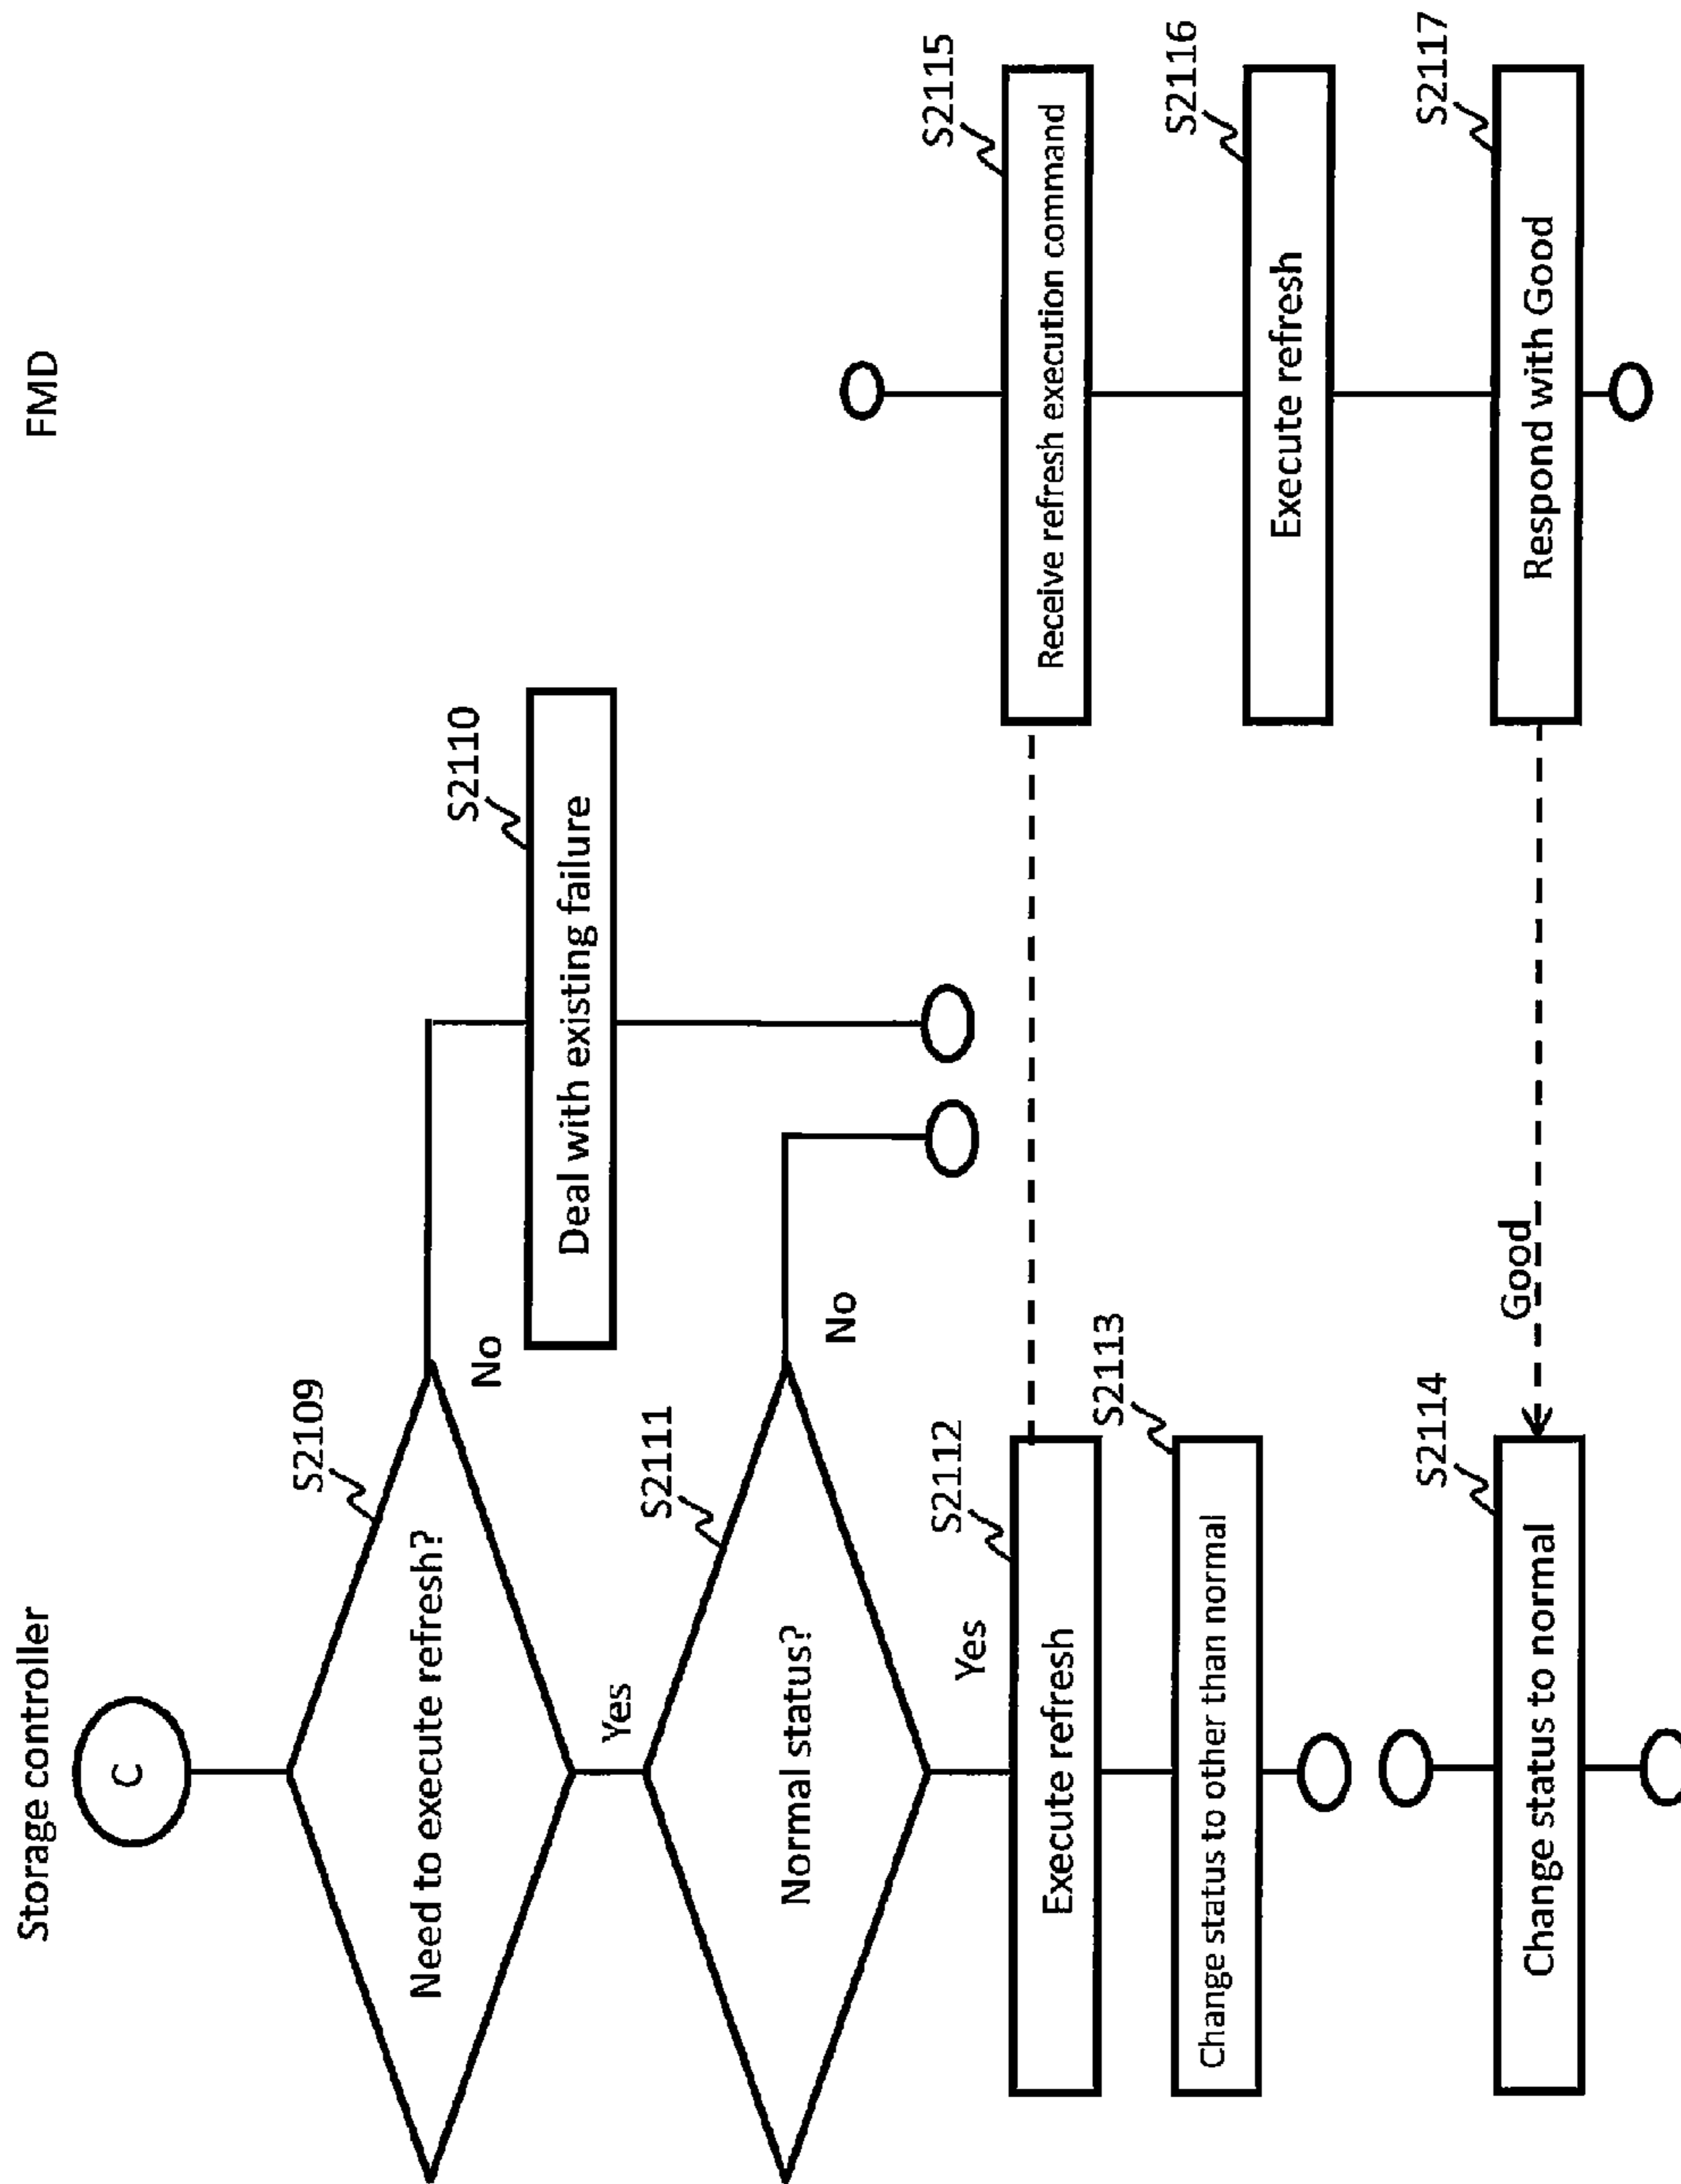 Storage controller
FMD
C
S2109
Need to execute refresh?
No
S2110
Deal with existing failure
Yes
S2111
Normal status?
No
Yes
S2112
Execute refresh
S2113
Change status to other than normal
S2114
Change status to normal
Good
S2115
Receive refresh execution command
S2116
Execute refresh
S2117
Respond with Good